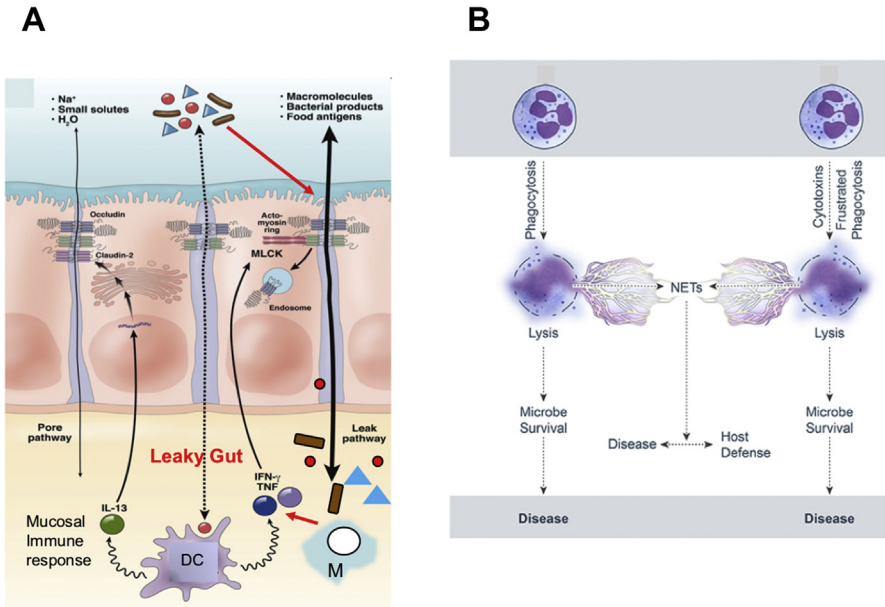 A
• Na⁺
• Small solutes
• H₂O
• Macromolecules
• Bacterial products
• Food antigens
Occludin
Claudin-2
Acto-
myosin
ring
MLCK
Endosome
Pore
pathway
Leaky Gut
Leak
pathway
IFN-γ
TNF
IL-13
Mucosal
Immune
response
DC
M
B
Phagocytosis
Cytotoxins
Frustrated
Phagocytosis
NETs
Lysis
Lysis
Microbe
Survival
Disease
Host
Defense
Microbe
Survival
Disease
Disease